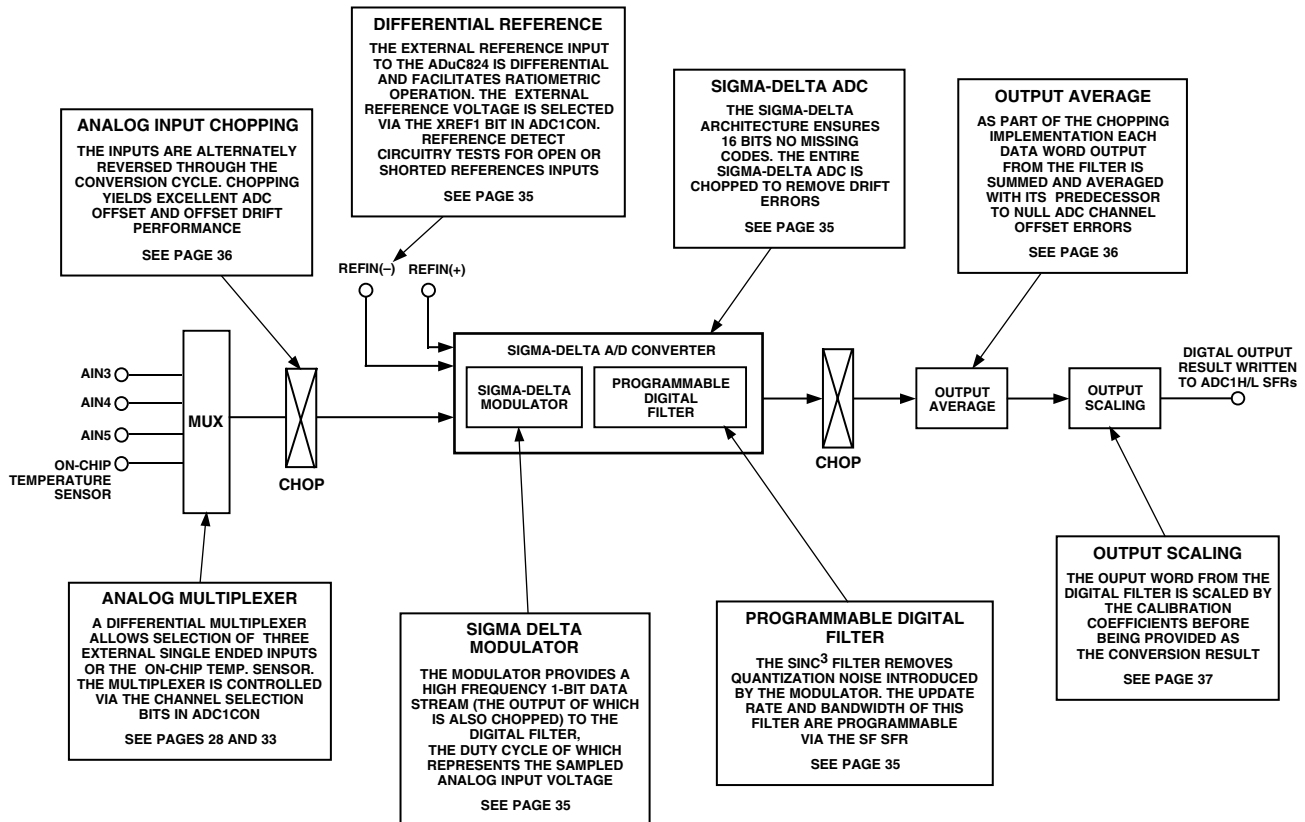 DIFFERENTIAL REFERENCE
THE EXTERNAL REFERENCE INPUT
TO THE ADuC824 IS DIFFERENTIAL
AND FACILITATES RATIOMETRIC
OPERATION. THE EXTERNAL
REFERENCE VOLTAGE IS SELECTED
VIA THE XREF1 BIT IN ADC1CON.
REFERENCE DETECT
CIRCUITRY TESTS FOR OPEN OR
SHORTED REFERENCES INPUTS
SEE PAGE 35
ANALOG INPUT CHOPPING
THE INPUTS ARE ALTERNATELY
REVERSED THROUGH THE
CONVERSION CYCLE. CHOPPING
YIELDS EXCELLENT ADC
OFFSET AND OFFSET DRIFT
PERFORMANCE
SEE PAGE 36
SIGMA-DELTA ADC
THE SIGMA-DELTA
ARCHITECTURE ENSURES
16 BITS NO MISSING
CODES. THE ENTIRE
SIGMA-DELTA ADC IS
CHOPPED TO REMOVE DRIFT
ERRORS
SEE PAGE 35
OUTPUT AVERAGE
AS PART OF THE CHOPPING
IMPLEMENTATION EACH
DATA WORD OUTPUT
FROM THE FILTER IS
SUMMED AND AVERAGED
WITH ITS PREDECESSOR
TO NULL ADC CHANNEL
OFFSET ERRORS
SEE PAGE 36
REFIN(–) REFIN(+)
AIN3
AIN4
AIN5
ON-CHIP
TEMPERATURE
SENSOR
MUX
CHOP
SIGMA-DELTA A/D CONVERTER
SIGMA-DELTA
MODULATOR
PROGRAMMABLE
DIGITAL
FILTER
CHOP
OUTPUT
AVERAGE
OUTPUT
SCALING
DIGTAL OUTPUT
RESULT WRITTEN
TO ADC1H/L SFRs
ANALOG MULTIPLEXER
A DIFFERENTIAL MULTIPLEXER
ALLOWS SELECTION OF THREE
EXTERNAL SINGLE ENDED INPUTS
OR THE ON-CHIP TEMP. SENSOR.
THE MULTIPLEXER IS CONTROLLED
VIA THE CHANNEL SELECTION
BITS IN ADC1CON
SEE PAGES 28 AND 33
SIGMA DELTA
MODULATOR
THE MODULATOR PROVIDES A
HIGH FREQUENCY 1-BIT DATA
STREAM (THE OUTPUT OF WHICH
IS ALSO CHOPPED) TO THE
DIGITAL FILTER,
THE DUTY CYCLE OF WHICH
REPRESENTS THE SAMPLED
ANALOG INPUT VOLTAGE
SEE PAGE 35
PROGRAMMABLE DIGITAL
FILTER
THE SINC³ FILTER REMOVES
QUANTIZATION NOISE INTRODUCED
BY THE MODULATOR. THE UPDATE
RATE AND BANDWIDTH OF THIS
FILTER ARE PROGRAMMABLE
VIA THE SF SFR
SEE PAGE 35
OUTPUT SCALING
THE OUPUT WORD FROM THE
DIGITAL FILTER IS SCALED BY
THE CALIBRATION
COEFFICIENTS BEFORE
BEING PROVIDED AS
THE CONVERSION RESULT
SEE PAGE 37